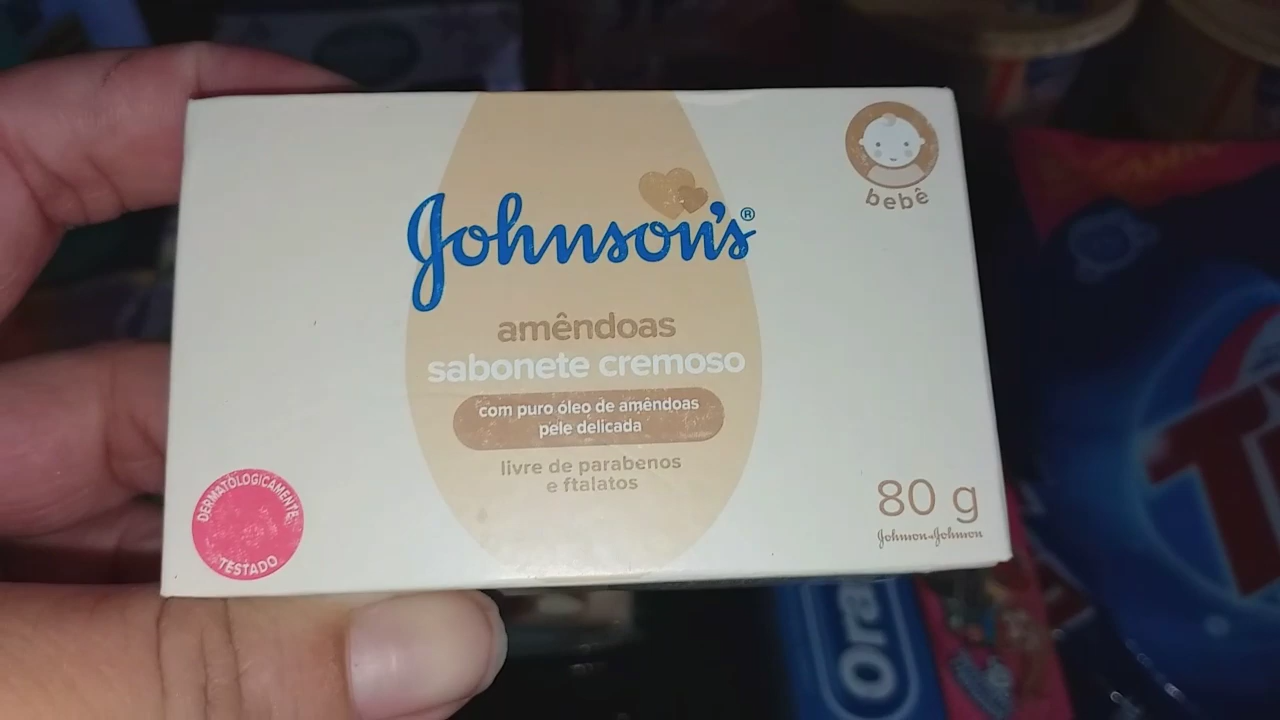 bebê
Johnson's®
amêndoas
sabonete cremoso
com puro óleo de amêndoas
pele delicada
livre de parabenos
e ftalatos
DERMATOLOGICAMENTE
TESTADO
80 g
Johnson+Johnson
Ora